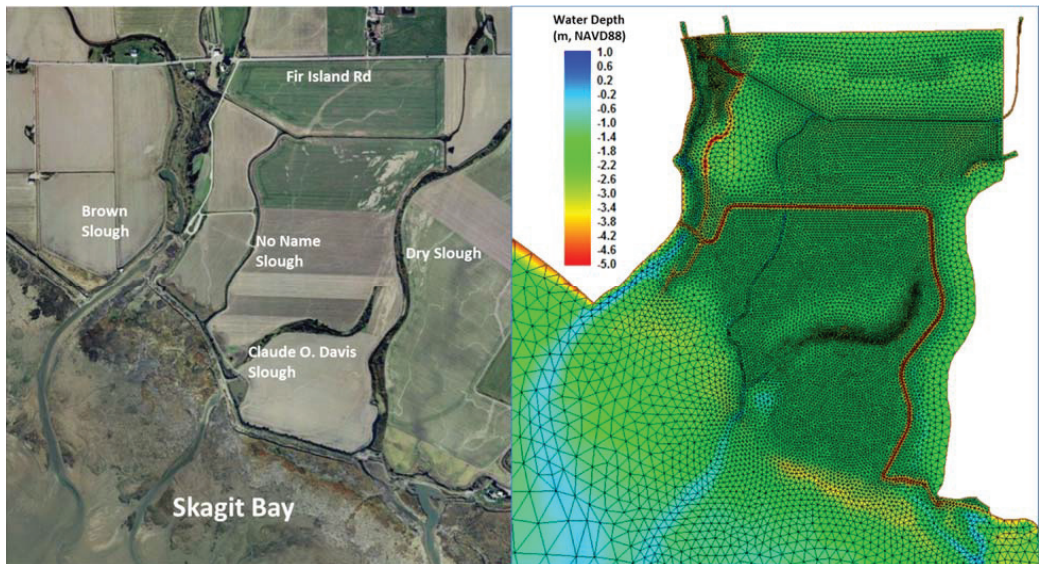 Fir Island Rd
Brown
Slough
No Name
Slough
Dry Slough
Claude O. Davis
Slough
Skagit Bay
Water Depth
(m, NAVD88)
1.0
0.6
0.2
-0.2
-0.6
-1.0
-1.4
-1.8
-2.2
-2.6
-3.0
-3.4
-3.8
-4.2
-4.6
-5.0